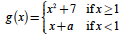 g(x)={x²+7 if x≥1
x+a if x<1